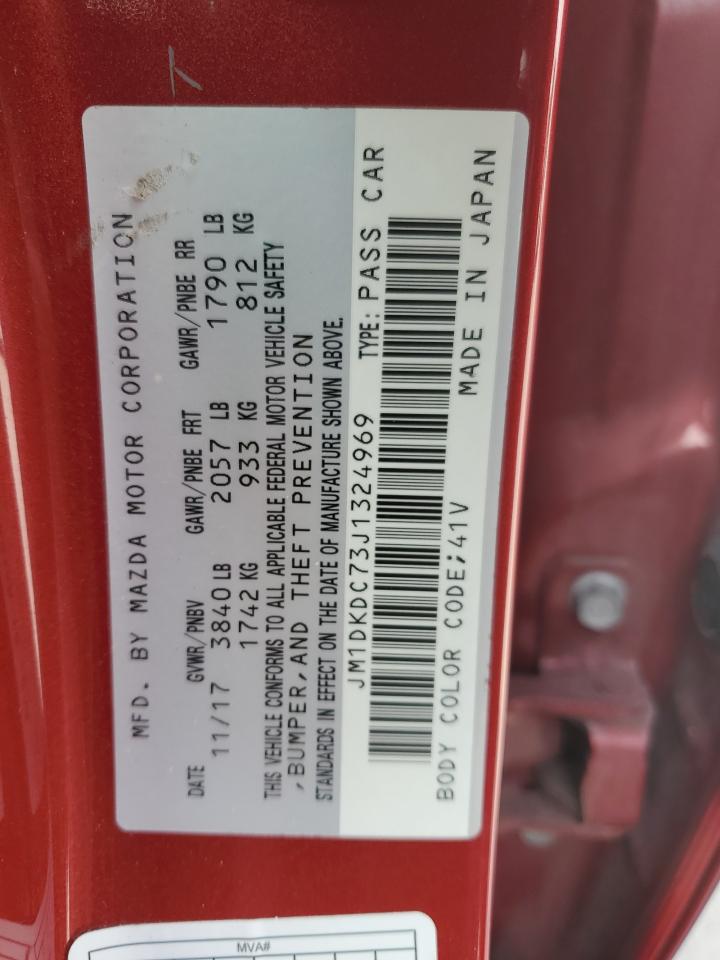 MFD. BY MAZDA MOTOR CORPORATION
DATE GVWR/PNBV GAWR/PNBE FRT GAWR/PNBE RR
11/17 3840 LB 2057 LB 1790 LB
1742 KG 933 KG 812 KG
THIS VEHICLE CONFORMS TO ALL APPLICABLE FEDERAL MOTOR VEHICLE SAFETY
,BUMPER,AND THEFT PREVENTION
STANDARDS IN EFFECT ON THE DATE OF MANUFACTURE SHOWN ABOVE.
JM1DKDC73J1324969 TYPE: PASS CAR
BODY COLOR CODE;41V MADE IN JAPAN
MVA#